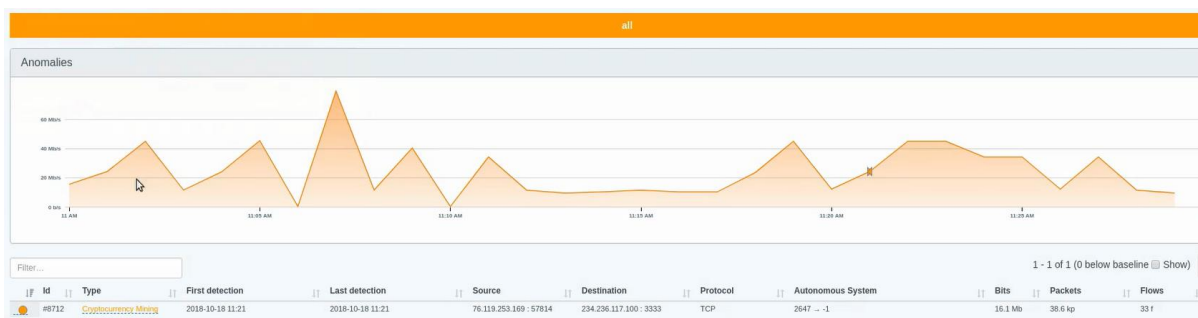 all
Anomalies
60 Mb/s
40 Mb/s
20 Mb/s
0 b/s
11 AM 11:05 AM 11:10 AM 11:15 AM 11:20 AM 11:25 AM
Filter...
1 - 1 of 1 (0 below baseline Show)
Id Type First detection Last detection Source Destination Protocol Autonomous System Bits Packets Flows
#8712 Cryptocurrency Mining 2018-10-18 11:21 2018-10-18 11:21 76.119.253.169 : 57814 234.236.117.100 : 3333 TCP 2647 → -1 16.1 Mb 38.6 kp 33 f